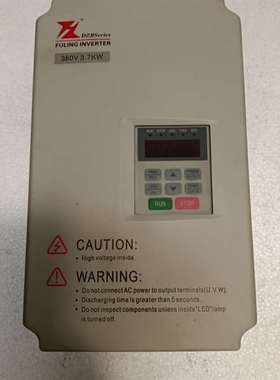 DZBSeries
FULING INVERTER
380V 3.7KW
RUN
STOP
CAUTION:
• High voltage inside.
WARNING:
• Do not connect AC power to output terminals(U.V.W).
• Discharging time is greater than 5 seconds.
• Do not inspect components unless inside "LED" lamp
is turned off.